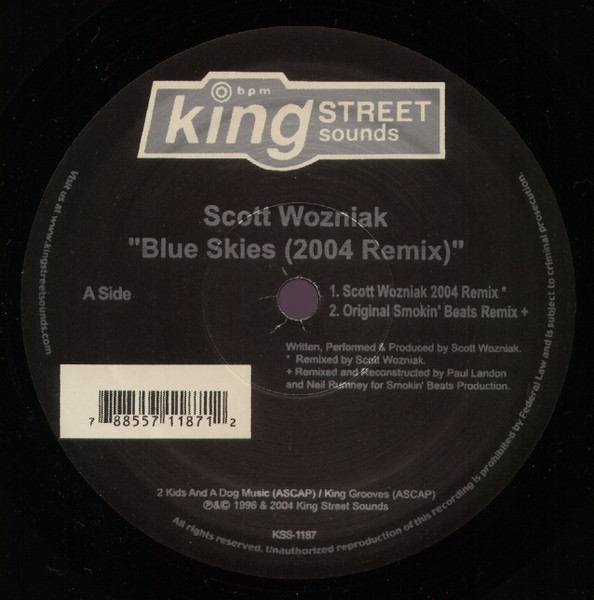 bpm
king STREET
sounds
Scott Wozniak
"Blue Skies (2004 Remix)"
A Side
1. Scott Wozniak 2004 Remix *
2. Original Smokin' Beats Remix +
Written, Performed & Produced by Scott Wozniak.
* Remixed by Scott Wozniak.
+ Remixed and Reconstructed by Paul Landon
and Neil Rumney for Smokin' Beats Production.
7 88557 11871 2
2 Kids And A Dog Music (ASCAP) / King Grooves (ASCAP)
℗&© 1996 & 2004 King Street Sounds
KSS-1187
Visit us at www.kingstreetsounds.com
All rights reserved. Unauthorized reproduction of this recording is prohibited by Federal Law and is subject to criminal prosecution.